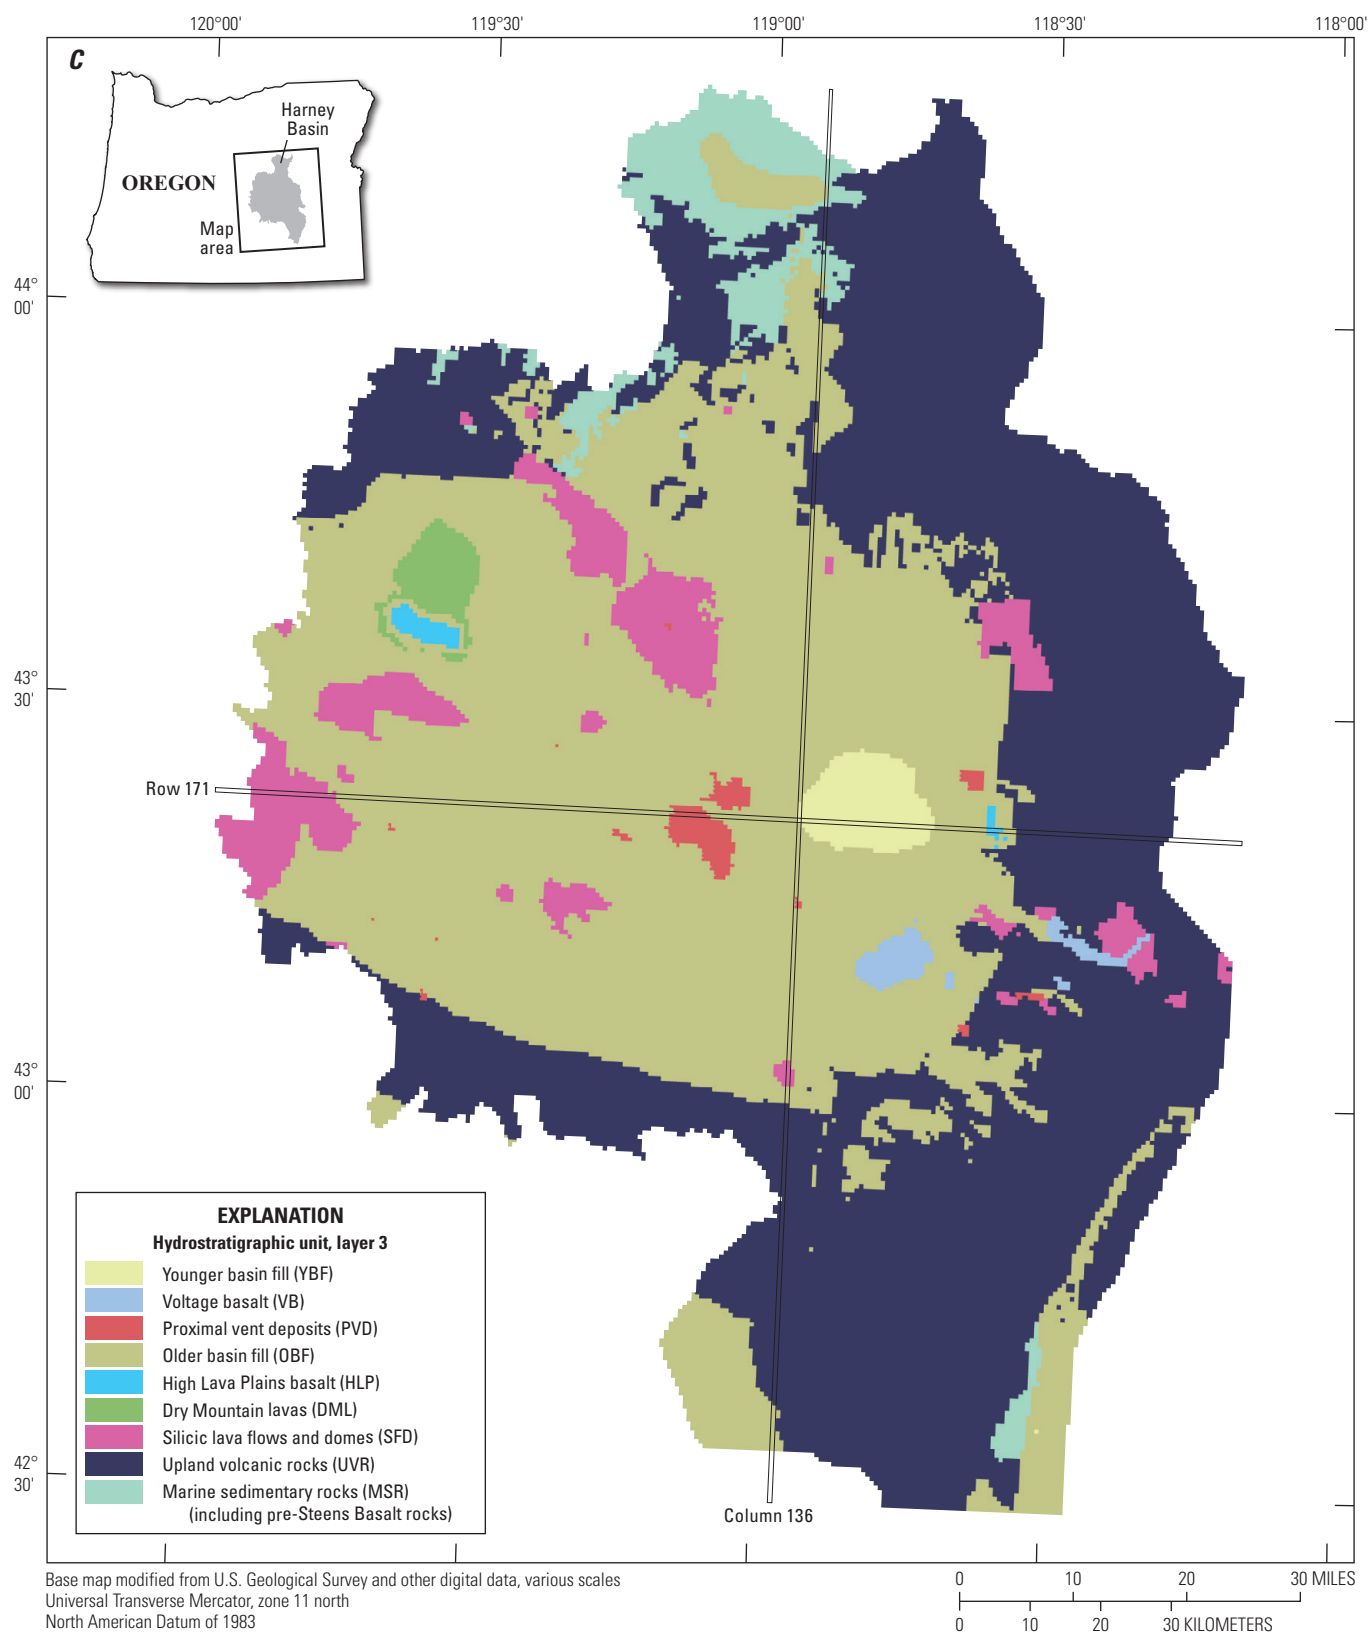 120°00'
119°30'
119°00'
118°30'
118°00'
C
Harney
Basin
OREGON
Map
area
44°
00'
43°
30'
Row 171
43°
00'
42°
30'
EXPLANATION
Hydrostratigraphic unit, layer 3
Younger basin fill (YBF)
Voltage basalt (VB)
Proximal vent deposits (PVD)
Older basin fill (OBF)
High Lava Plains basalt (HLP)
Dry Mountain lavas (DML)
Silicic lava flows and domes (SFD)
Upland volcanic rocks (UVR)
Marine sedimentary rocks (MSR)
(including pre-Steens Basalt rocks)
Column 136
Base map modified from U.S. Geological Survey and other digital data, various scales
Universal Transverse Mercator, zone 11 north
North American Datum of 1983
0 10 20 30 MILES
0 10 20 30 KILOMETERS